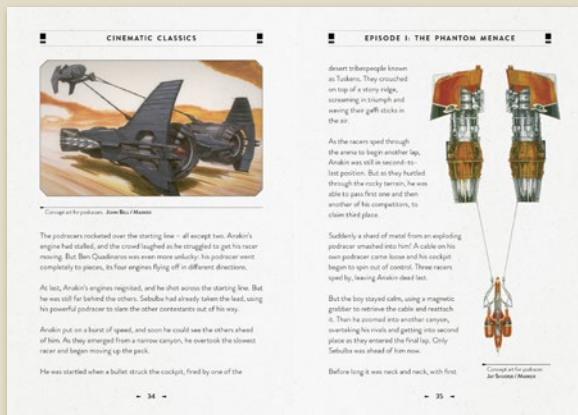 CINEMATIC CLASSICS
Concept art for podracers. JOHN BELL / MARKER
The podracers rocketed over the starting line – all except two. Anakin's
engine had stalled, and the crowd laughed as he struggled to get his racer
moving. But Ben Quadinaros was even more unlucky: his podracer went
completely to pieces, its four engines flying off in different directions.
At last, Anakin's engines reignited, and he shot across the starting line. But
he was still far behind the others. Sebulba had already taken the lead, using
his powerful podracer to slam the other contestants out of his way.
Anakin put on a burst of speed, and soon he could see the others ahead
of him. As they emerged from a narrow canyon, he overtook the slowest
racer and began moving up the pack.
He was startled when a bullet struck the cockpit, fired by one of the
34
EPISODE I: THE PHANTOM MENACE
desert tribespeople known
as Tuskens. They crouched
on top of a stony ridge,
screaming in triumph and
waving their gaffi sticks in
the air.
As the racers sped through
the arena to begin another lap,
Anakin was still in second-to-
last position. But as they hurtled
through the rocky terrain, he was
able to pass first one and then
another of his competitors, to
claim third place.
Suddenly a shard of metal from an exploding
podracer smashed into him! A cable on his
own podracer came loose and his cockpit
began to spin out of control. Three racers
sped by, leaving Anakin dead last.
But the boy stayed calm, using a magnetic
grabber to retrieve the cable and reattach
it. Then he zoomed into another canyon,
overtaking his rivals and getting into second
place as they entered the final lap. Only
Sebulba was ahead of him now.
Before long it was neck and neck, with first
Concept art for podracer.
JAY SHUSTER / MARKER
35